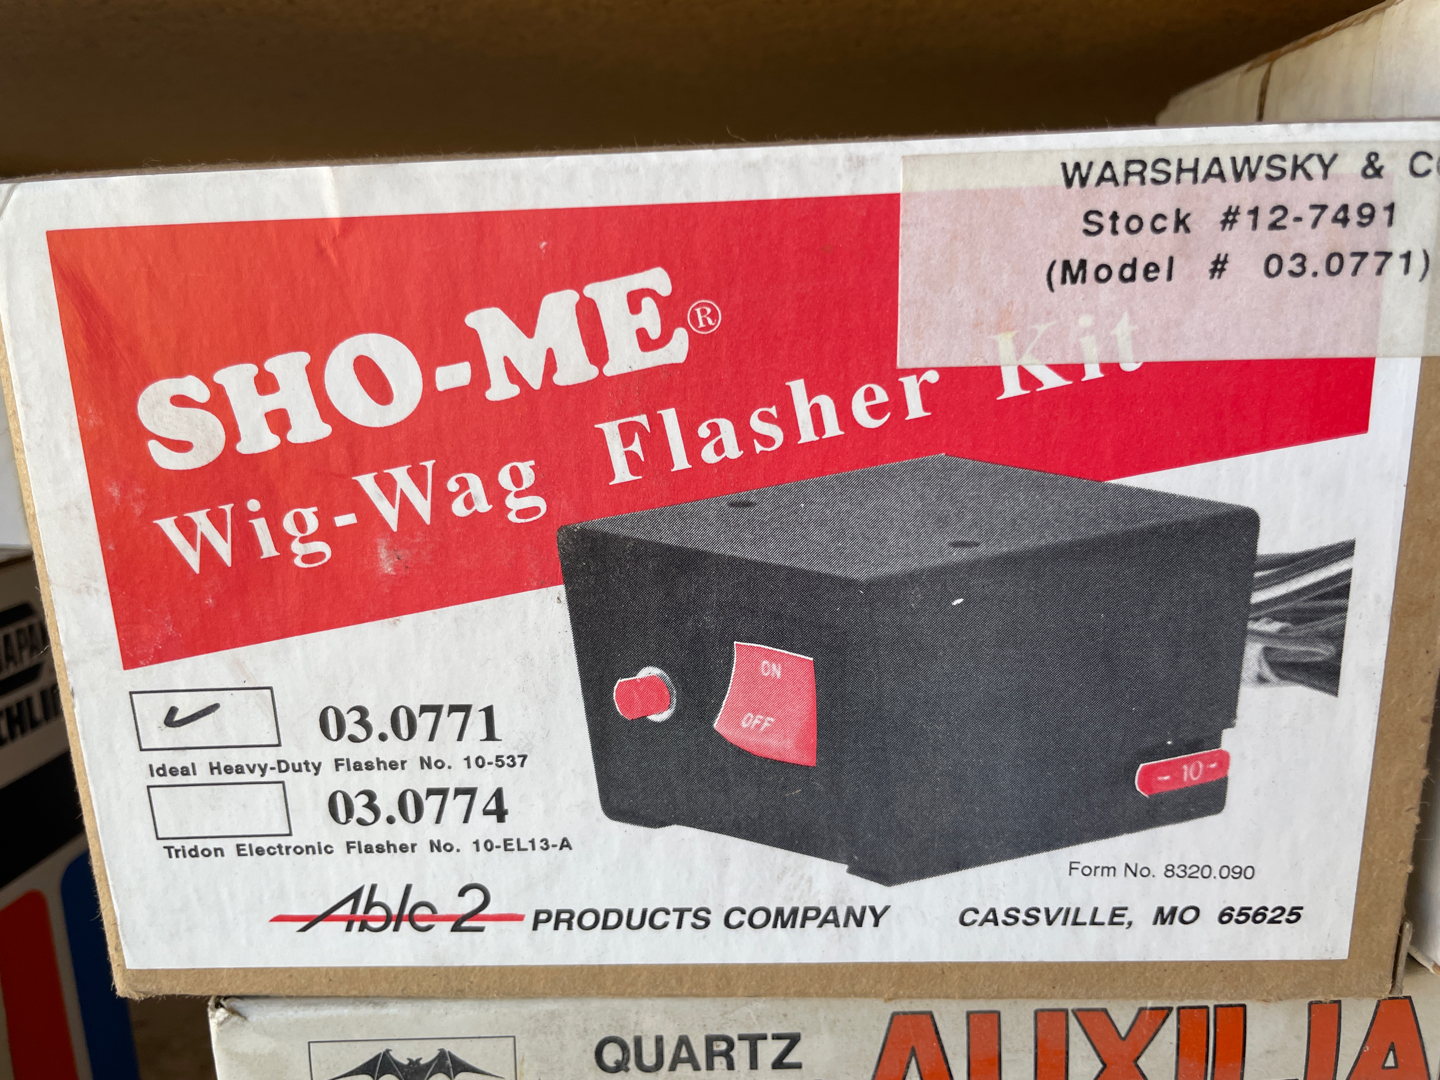 WARSHAWSKY & C
Stock #12-7491
(Model # 03.0771)
SHO-ME®
Wig-Wag Flasher Kit
ON
OFF
- 10 -
03.0771
Ideal Heavy-Duty Flasher No. 10-537
03.0774
Tridon Electronic Flasher No. 10-EL13-A
Form No. 8320.090
Able 2 PRODUCTS COMPANY CASSVILLE, MO 65625
QUARTZ
JAPAN